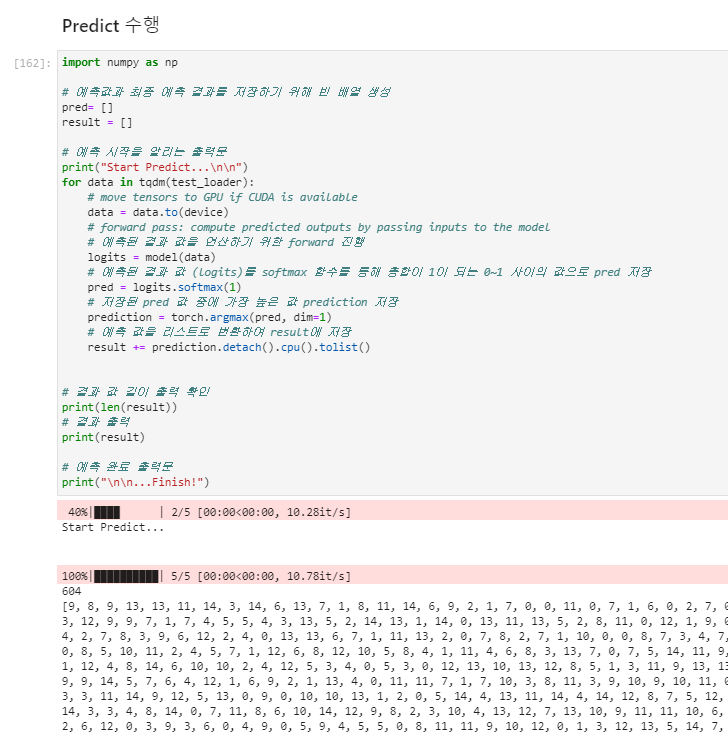 Predict 수행
[162]: import numpy as np
# 예측값과 최종 예측 결과를 저장하기 위해 빈 배열 생성
pred= []
result = []
# 예측 시작을 알리는 출력문
print("Start Predict...\n\n")
for data in tqdm(test_loader):
# move tensors to GPU if CUDA is available
data = data.to(device)
# forward pass: compute predicted outputs by passing inputs to the model
# 예측된 결과 값을 연산하기 위한 forward 진행
logits = model(data)
# 예측된 결과 값 (logits)를 softmax 함수를 통해 총합이 1이 되는 0~1 사이의 값으로 pred 저장
pred = logits.softmax(1)
# 저장된 pred 값 중에 가장 높은 값 prediction 저장
prediction = torch.argmax(pred, dim=1)
# 예측 값을 리스트로 변환하여 result에 저장
result += prediction.detach().cpu().tolist()
# 결과 값 길이 출력 확인
print(len(result))
# 결과 출력
print(result)
# 예측 완료 출력문
print("\n\n...Finish!")
40%|████ | 2/5 [00:00<00:00, 10.28it/s]
Start Predict...
100%|██████████| 5/5 [00:00<00:00, 10.78it/s]
604
[9, 8, 9, 13, 13, 11, 14, 3, 14, 6, 13, 7, 1, 8, 11, 14, 6, 9, 2, 1, 7, 0, 0, 11, 0, 7, 1, 6, 0, 2, 7, 0
3, 12, 9, 9, 7, 1, 7, 4, 5, 5, 4, 3, 13, 5, 2, 14, 13, 1, 14, 0, 13, 11, 13, 5, 2, 8, 11, 0, 12, 1, 9, 0
4, 2, 7, 8, 3, 9, 6, 12, 2, 4, 0, 13, 13, 6, 7, 1, 11, 13, 2, 0, 7, 8, 2, 7, 1, 10, 0, 0, 8, 7, 3, 4, 7
0, 8, 5, 10, 11, 2, 4, 5, 7, 1, 12, 6, 8, 12, 10, 5, 8, 4, 1, 11, 4, 6, 8, 3, 13, 7, 0, 7, 5, 14, 11, 9,
1, 12, 4, 8, 14, 6, 10, 10, 2, 4, 12, 5, 3, 4, 0, 5, 3, 0, 12, 13, 10, 13, 12, 8, 5, 1, 3, 11, 9, 13, 13
9, 9, 14, 5, 7, 6, 4, 12, 1, 6, 9, 2, 1, 13, 4, 0, 11, 11, 7, 1, 7, 10, 3, 8, 11, 3, 9, 10, 9, 10, 11, 0
3, 3, 11, 14, 9, 12, 5, 13, 0, 9, 0, 10, 10, 13, 1, 2, 0, 5, 14, 4, 13, 11, 14, 4, 14, 12, 8, 7, 5, 12,
14, 3, 3, 4, 8, 14, 0, 7, 11, 8, 6, 10, 14, 12, 9, 8, 2, 3, 10, 4, 13, 12, 7, 13, 10, 9, 11, 11, 10, 6,
2, 6, 12, 0, 3, 9, 3, 6, 0, 4, 9, 0, 5, 9, 4, 5, 5, 0, 8, 11, 11, 9, 10, 12, 0, 1, 3, 12, 13, 5, 14, 7,